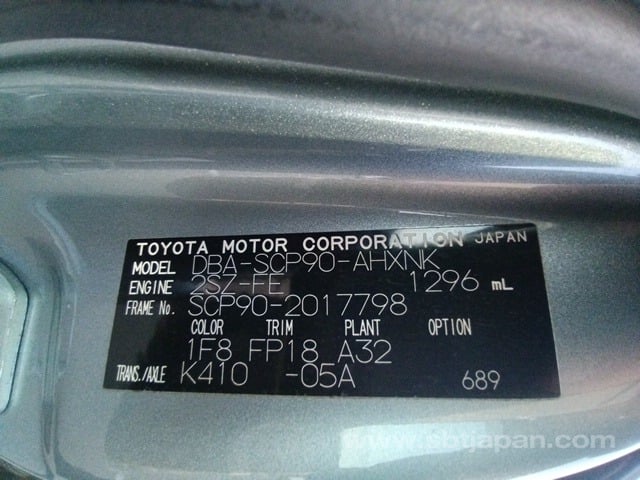 TOYOTA MOTOR CORPORATION JAPAN
MODEL DBA-SCP90-AHXNK
ENGINE 2SZ-FE 1296 mL
FRAME No. SCP90-2017798
COLOR TRIM PLANT OPTION
1F8 FP18 A32
TRANS./AXLE K410 -05A 689
www.sbtjapan.com